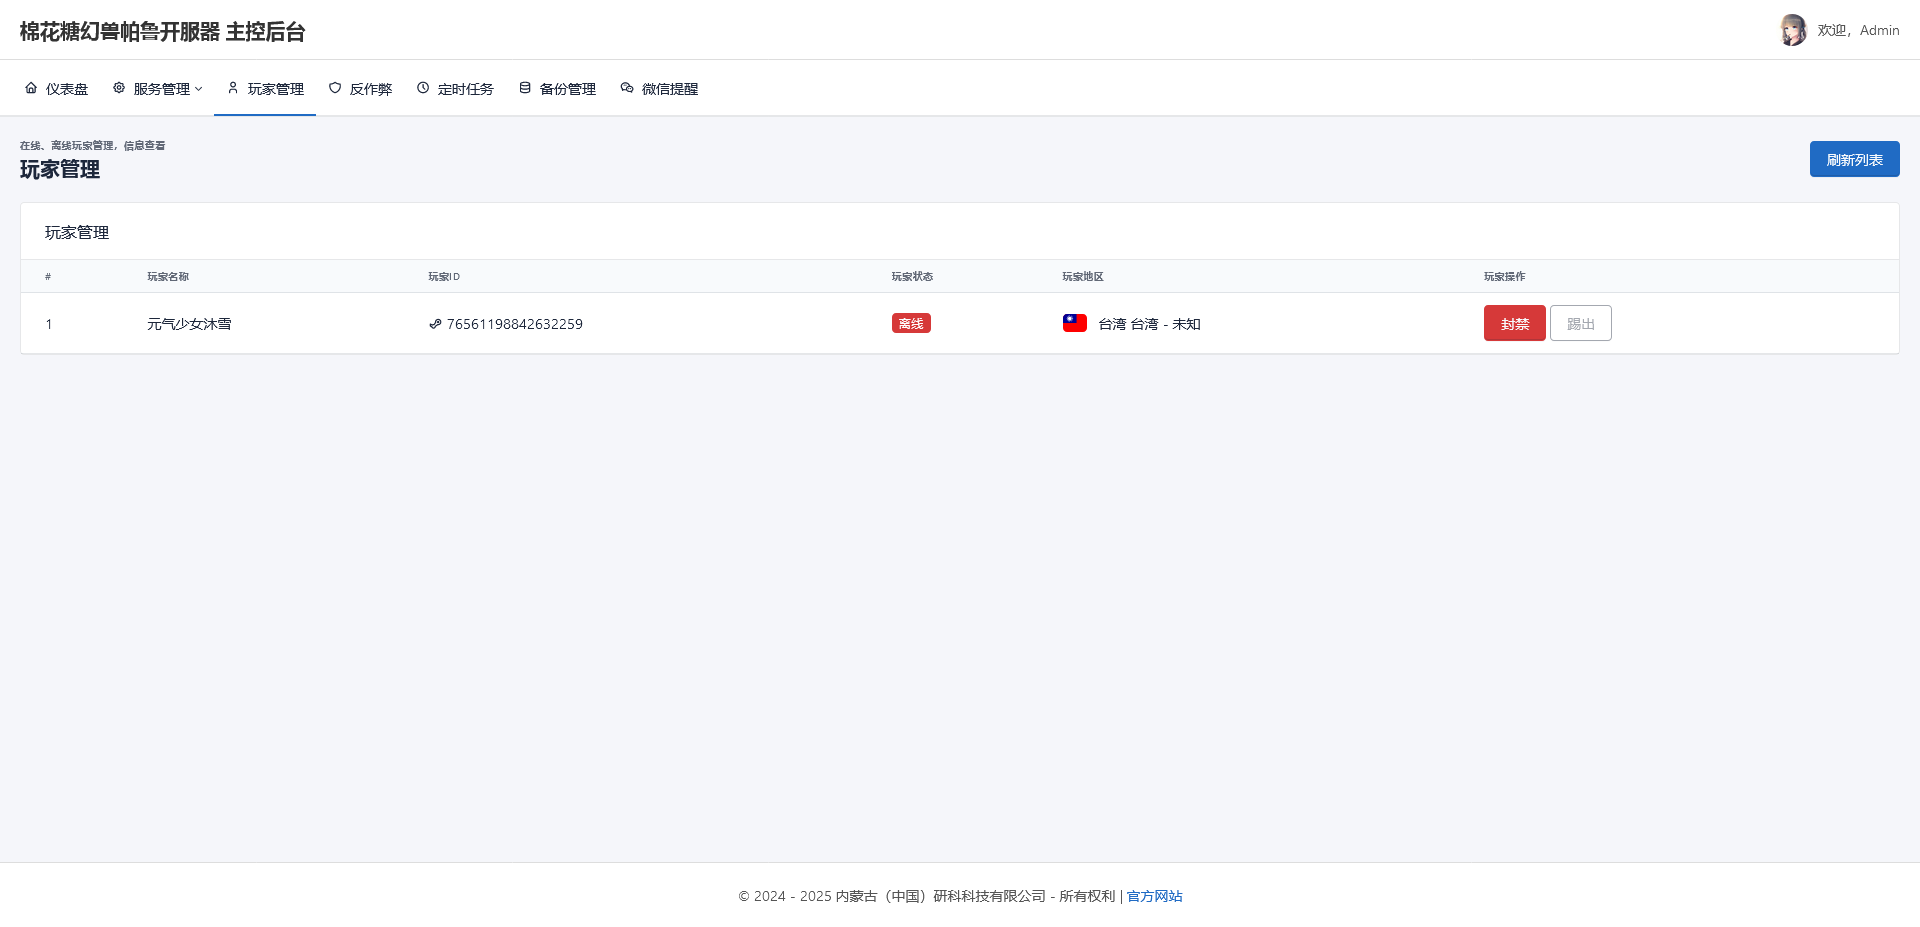 棉花糖幻兽帕鲁开服器 主控后台
欢迎，Admin
仪表盘 服务管理 玩家管理 反作弊 定时任务 备份管理 微信提醒
在线、离线玩家管理，信息查看
玩家管理
刷新列表
玩家管理
# 玩家名称 玩家ID 玩家状态 玩家地区 玩家操作
1 元气少女沐雪 76561198842632259 离线 台湾 台湾 - 未知 封禁 踢出
© 2024 - 2025 内蒙古（中国）研科科技有限公司 - 所有权利 | 官方网站